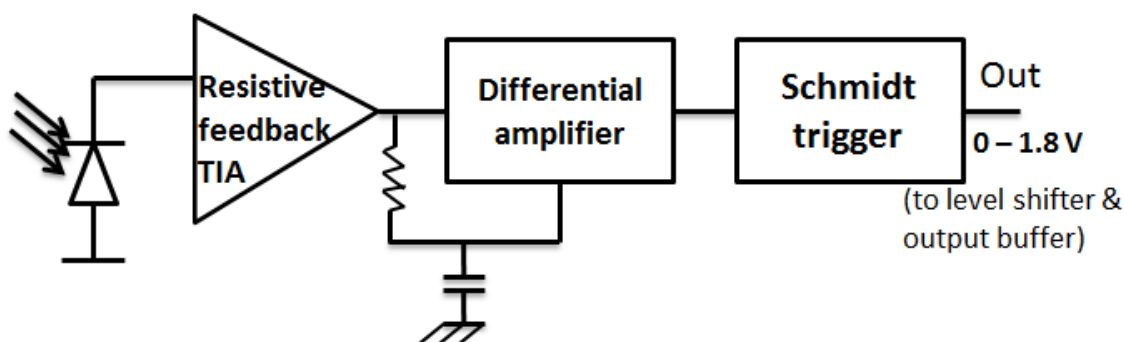 Resistive
feedback
TIA
Differential
amplifier
Schmidt
trigger
Out
0 – 1.8 V
(to level shifter &
output buffer)